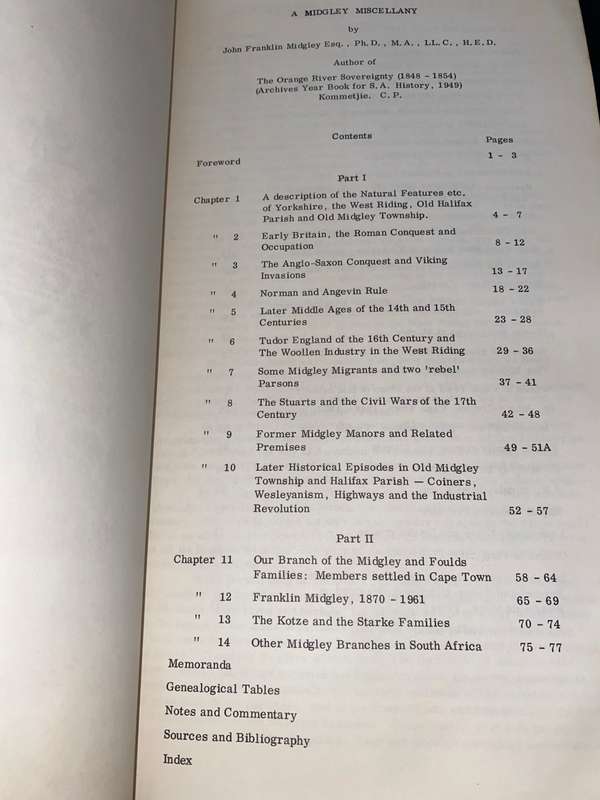 A MIDGLEY MISCELLANY
by
John Franklin Midgley Esq., Ph.D., M.A., LL.C., H.E.D.
Author of
The Orange River Sovereignty (1848 - 1854)
(Archives Year Book for S.A. History, 1949)
Kommetjie. C.P.
Contents
Pages
Foreword 1 - 3
Part I
Chapter 1 A description of the Natural Features etc.
of Yorkshire, the West Riding, Old Halifax
Parish and Old Midgley Township. 4 - 7
" 2 Early Britain, the Roman Conquest and
Occupation 8 - 12
" 3 The Anglo-Saxon Conquest and Viking
Invasions 13 - 17
" 4 Norman and Angevin Rule 18 - 22
" 5 Later Middle Ages of the 14th and 15th
Centuries 23 - 28
" 6 Tudor England of the 16th Century and
The Woollen Industry in the West Riding 29 - 36
" 7 Some Midgley Migrants and two 'rebel'
Parsons 37 - 41
" 8 The Stuarts and the Civil Wars of the 17th
Century 42 - 48
" 9 Former Midgley Manors and Related
Premises 49 - 51A
" 10 Later Historical Episodes in Old Midgley
Township and Halifax Parish — Coiners,
Wesleyanism, Highways and the Industrial
Revolution 52 - 57
Part II
Chapter 11 Our Branch of the Midgley and Foulds
Families: Members settled in Cape Town 58 - 64
" 12 Franklin Midgley, 1870 - 1961 65 - 69
" 13 The Kotze and the Starke Families 70 - 74
" 14 Other Midgley Branches in South Africa 75 - 77
Memoranda
Genealogical Tables
Notes and Commentary
Sources and Bibliography
Index